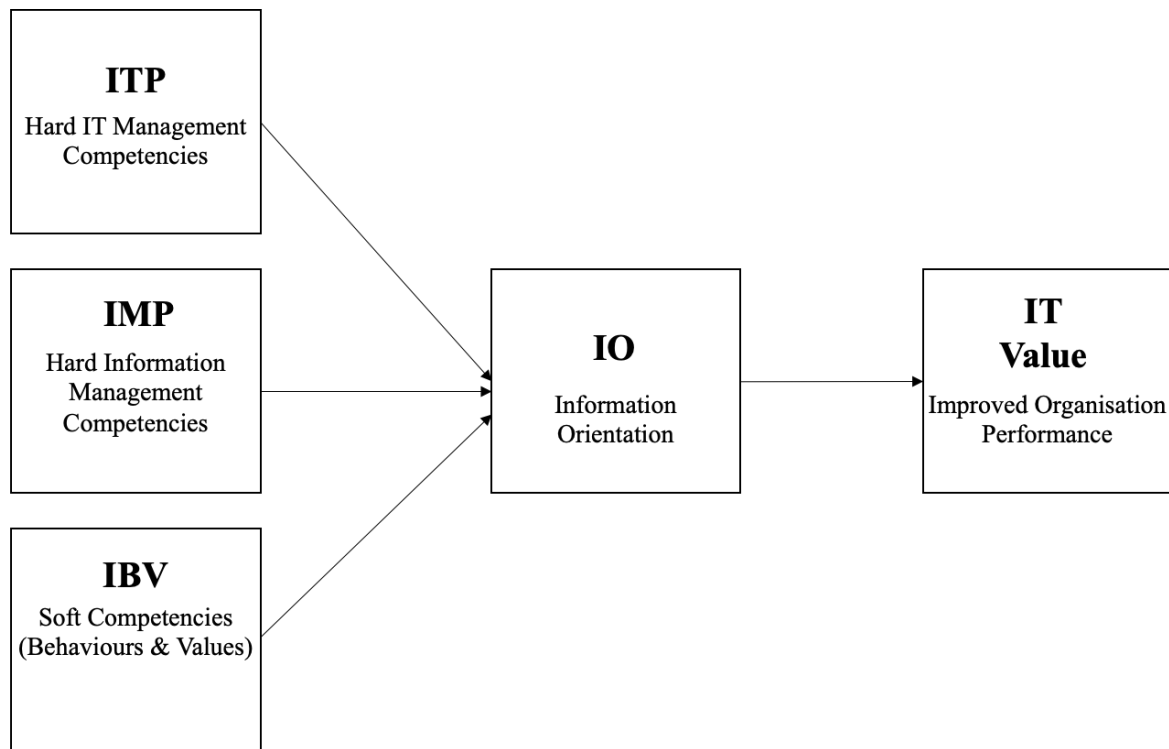 ITP
Hard IT Management
Competencies
IMP
Hard Information
Management
Competencies
IBV
Soft Competencies
(Behaviours & Values)
IO
Information
Orientation
IT
Value
Improved Organisation
Performance